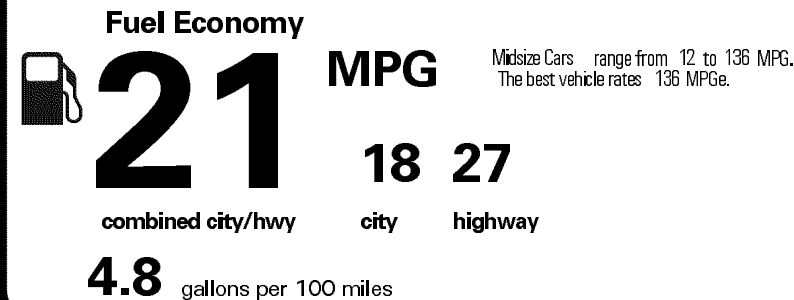 Fuel Economy
21 MPG
Midsize Cars range from 12 to 136 MPG.
The best vehicle rates 136 MPGe.
18 27
combined city/hwy city highway
4.8 gallons per 100 miles